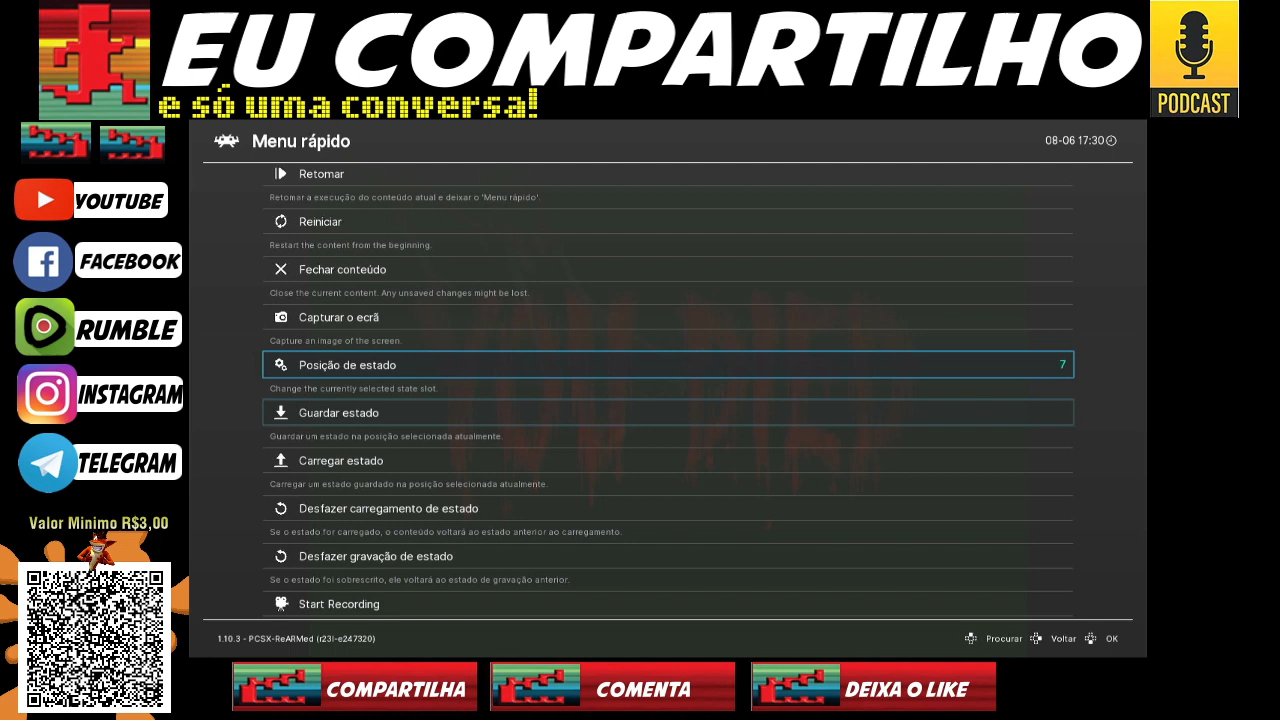 EU COMPARTILHO
e só uma conversa!
PODCAST
YOUTUBE
FACEBOOK
RUMBLE
INSTAGRAM
TELEGRAM
Valor Minimo R$3,00
Menu rápido
08-06 17:30
Retomar
Retomar a execução do conteúdo atual e deixar o 'Menu rápido'.
Reiniciar
Restart the content from the beginning.
Fechar conteúdo
Close the current content. Any unsaved changes might be lost.
Capturar o ecrã
Capture an image of the screen.
Posição de estado 7
Change the currently selected state slot.
Guardar estado
Guardar um estado na posição selecionada atualmente.
Carregar estado
Carregar um estado guardado na posição selecionada atualmente.
Desfazer carregamento de estado
Se o estado for carregado, o conteúdo voltará ao estado anterior ao carregamento.
Desfazer gravação de estado
Se o estado foi sobrescrito, ele voltará ao estado de gravação anterior.
Start Recording
1.10.3 - PCSX-ReARMed (r23l-e247320)
Procurar Voltar OK
YOU DIED
COMPARTILHA
COMENTA
DEIXA O LIKE